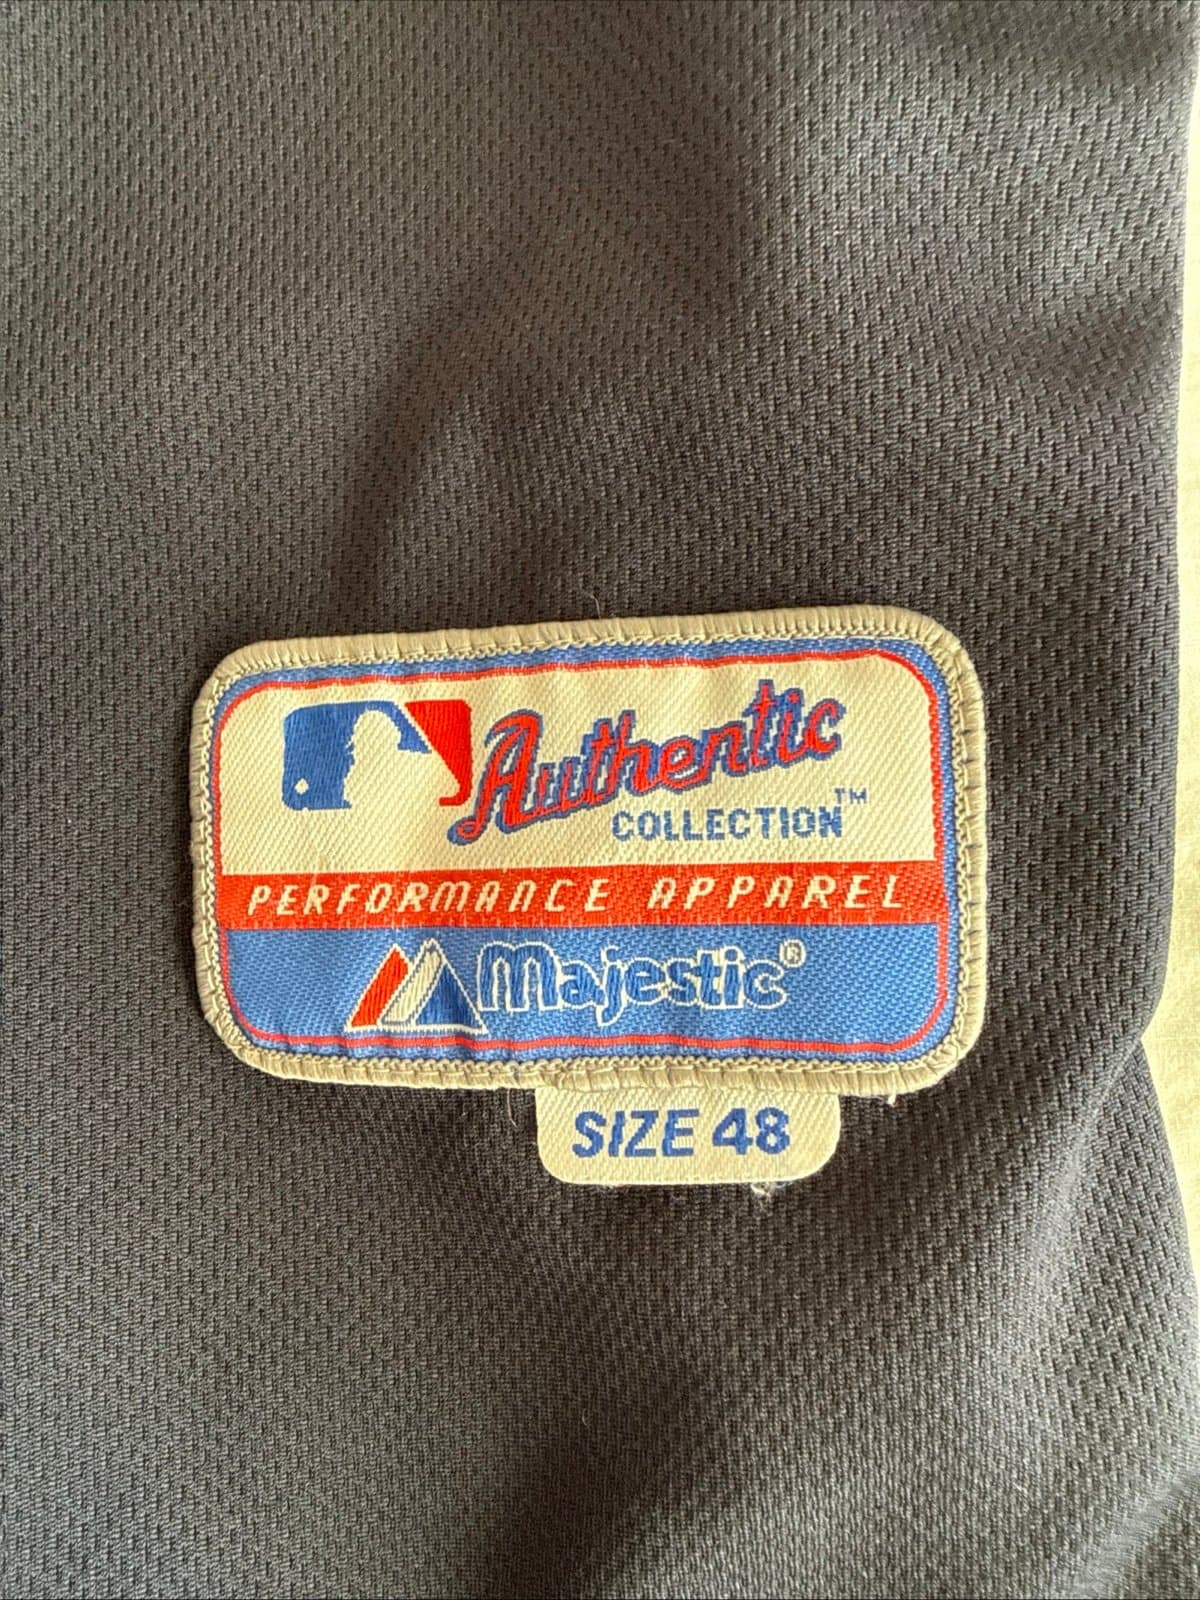 Authentic
COLLECTION™
PERFORMANCE APPAREL
Majestic®
SIZE 48